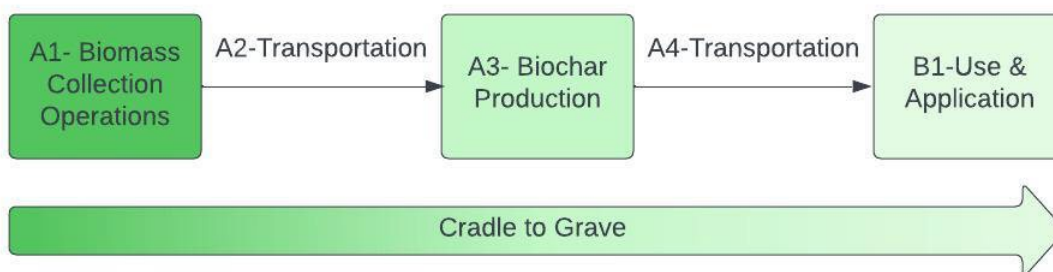 A1- Biomass
Collection
Operations
A2-Transportation
A3- Biochar
Production
A4-Transportation
B1-Use &
Application
Cradle to Grave